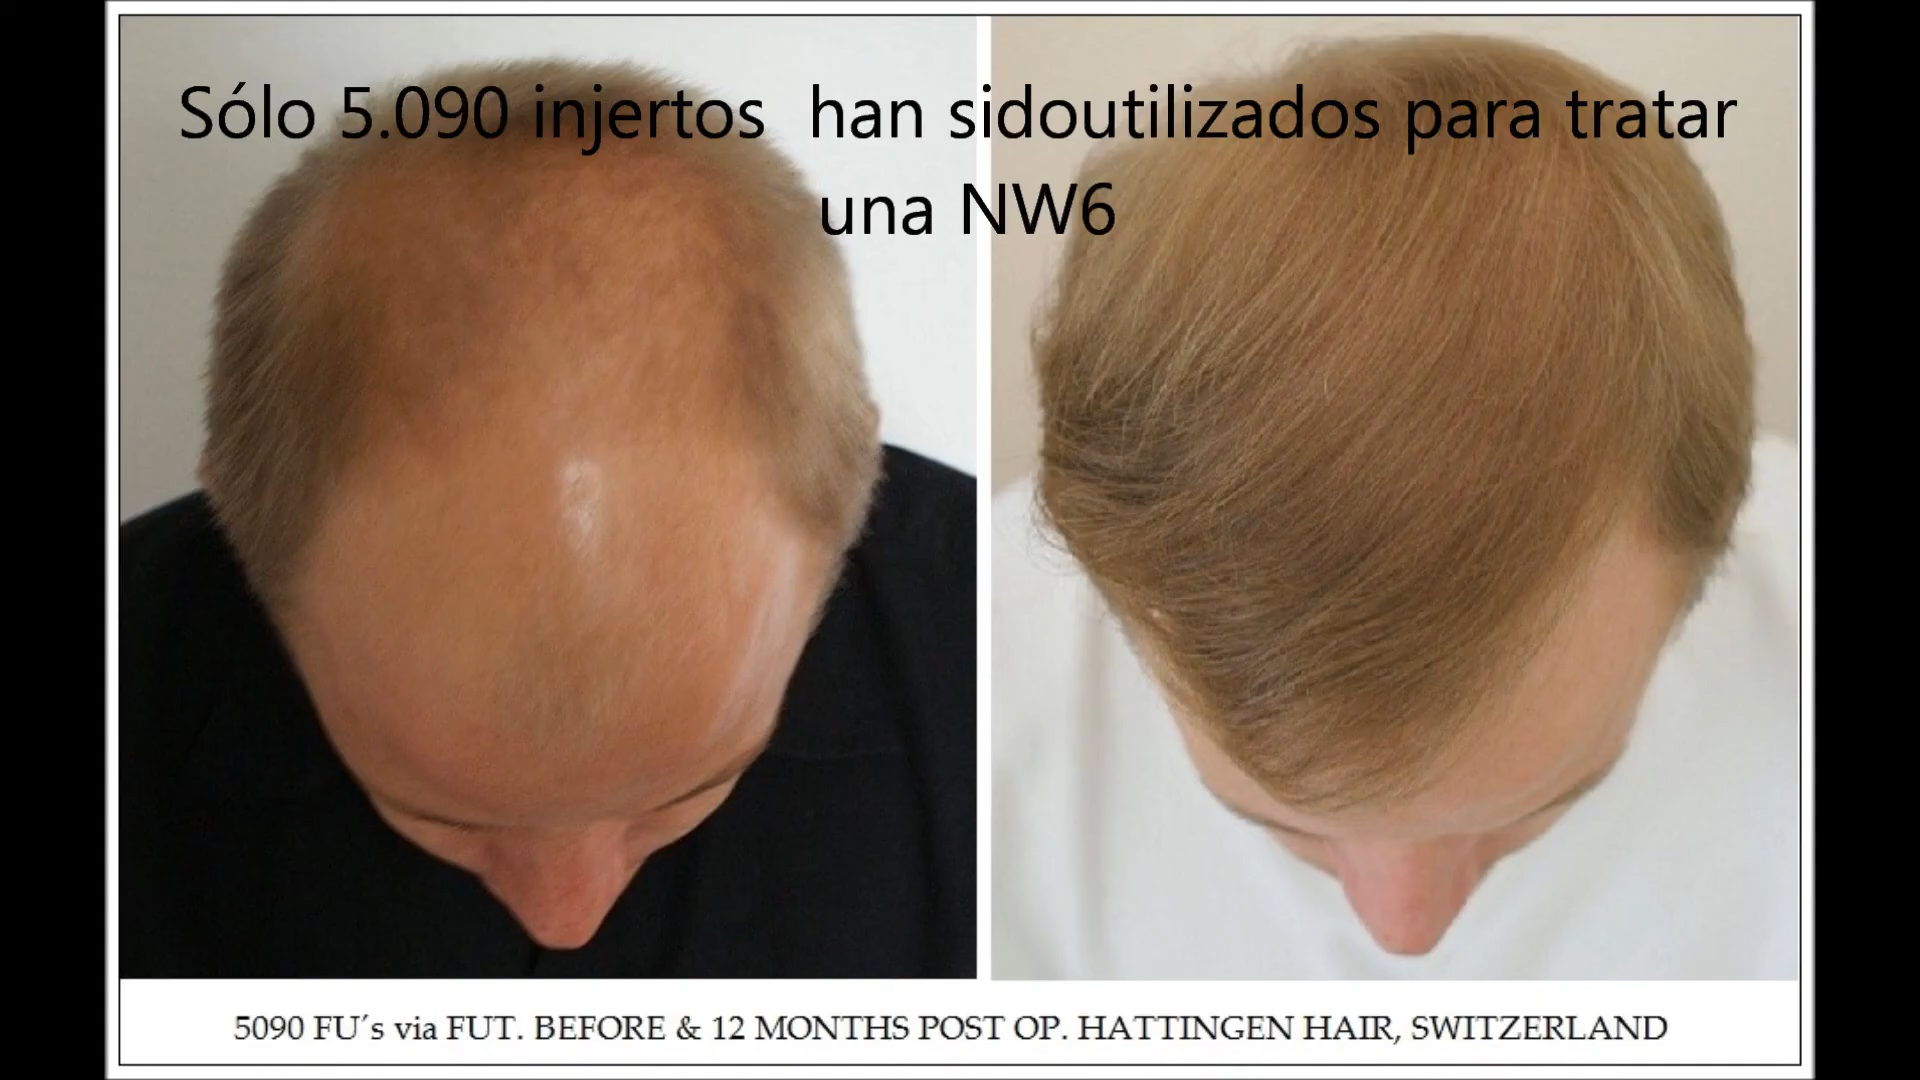 Sólo 5.090 injertos han sidoutilizados para tratar
una NW6
5090 FU´s via FUT. BEFORE & 12 MONTHS POST OP. HATTINGEN HAIR, SWITZERLAND